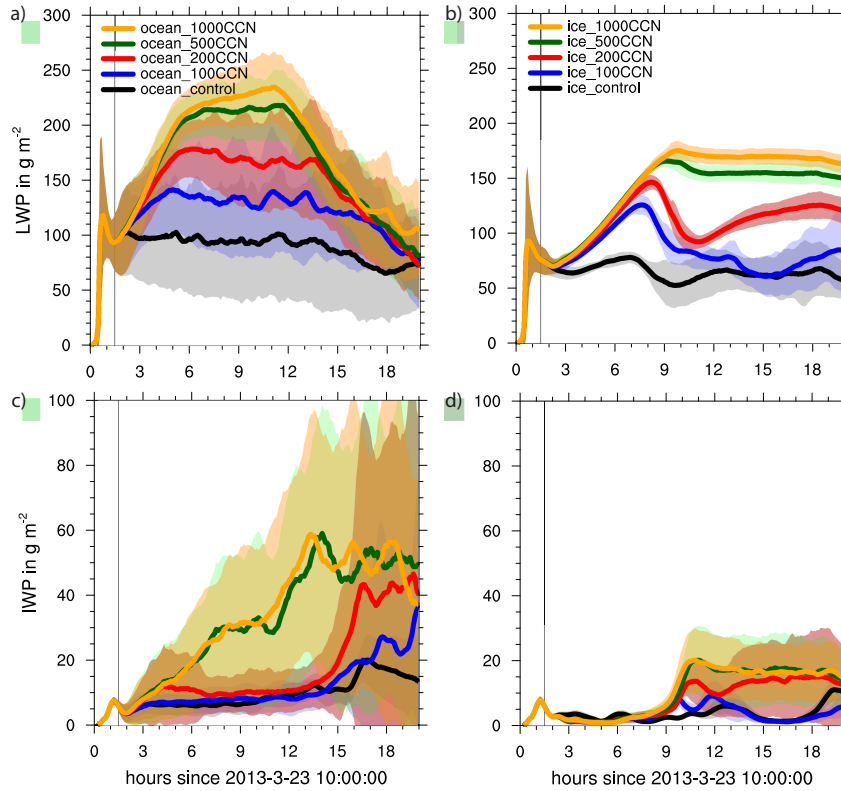 a)
ocean_1000CCN
ocean_500CCN
ocean_200CCN
ocean_100CCN
ocean_control
LWP in g m⁻²
300
250
200
150
100
50
0
0 3 6 9 12 15 18
b)
ice_1000CCN
ice_500CCN
ice_200CCN
ice_100CCN
ice_control
300
250
200
150
100
50
0
0 3 6 9 12 15 18
c)
IWP in g m⁻²
100
80
60
40
20
0
0 3 6 9 12 15 18
hours since 2013-3-23 10:00:00
d)
100
80
60
40
20
0
0 3 6 9 12 15 18
hours since 2013-3-23 10:00:00